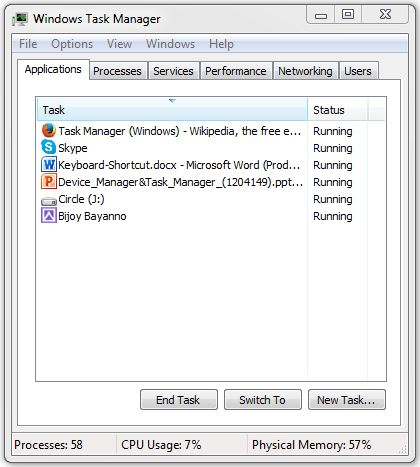 Windows Task Manager
File Options View Windows Help
Applications Processes Services Performance Networking Users
Task Status
Task Manager (Windows) - Wikipedia, the free e... Running
Skype Running
Keyboard-Shortcut.docx - Microsoft Word (Prod... Running
Device_Manager&Task_Manager_(1204149).ppt... Running
Circle (J:) Running
Bijoy Bayanno Running
End Task Switch To New Task...
Processes: 58 CPU Usage: 7% Physical Memory: 57%